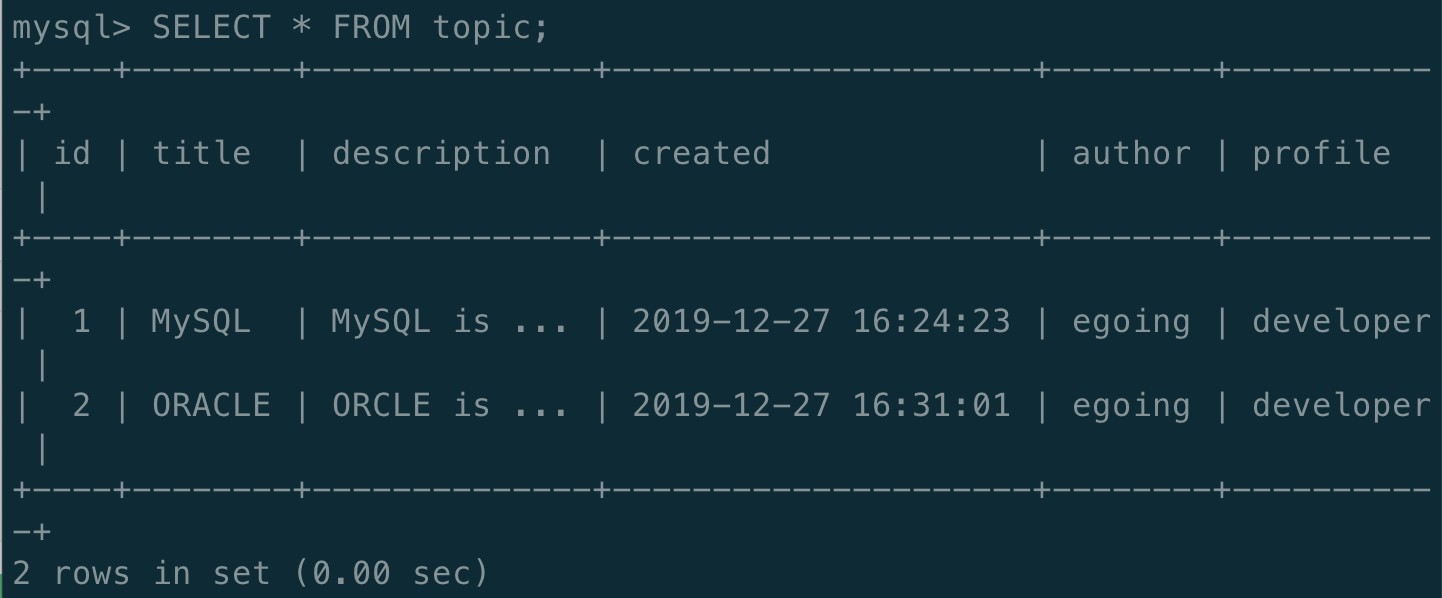 mysql> SELECT * FROM topic;
+----+--------+--------------+---------------------+--------+----------
-+
| id | title  | description  | created             | author | profile
 |
+----+--------+--------------+---------------------+--------+----------
-+
|  1 | MySQL  | MySQL is ... | 2019-12-27 16:24:23 | egoing | developer
 |
|  2 | ORACLE | ORCLE is ... | 2019-12-27 16:31:01 | egoing | developer
 |
+----+--------+--------------+---------------------+--------+----------
-+
2 rows in set (0.00 sec)